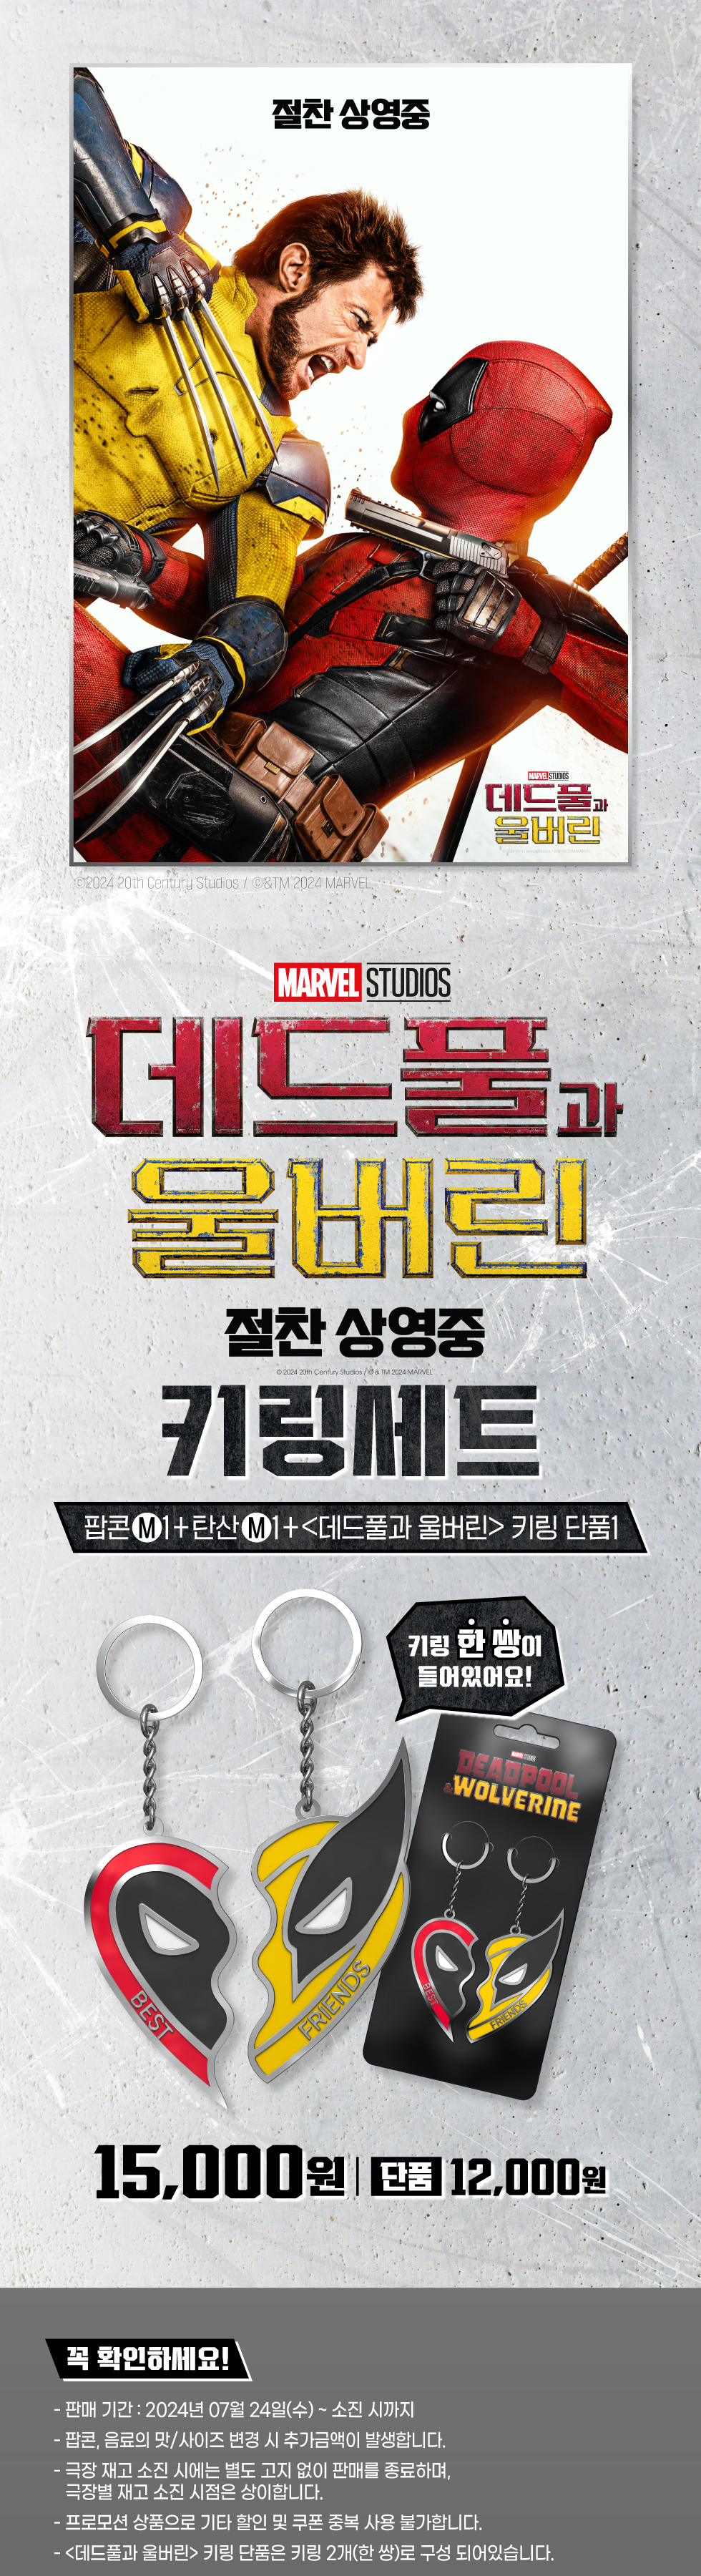 절찬 상영중
MARVEL STUDIOS
데드풀과
울버린
©2024 20th Century Studios / ©&TM 2024 MARVEL
MARVEL STUDIOS
데드풀과
울버린
절찬 상영중
© 2024 20th Century Studios / © & TM 2024 MARVEL
키링세트
팝콘Ⓜ1+탄산Ⓜ1+<데드풀과 울버린> 키링 단품1
키링 한 쌍이
들어있어요!
DEADPOOL
&WOLVERINE
BEST
FRIENDS
BEST
FRIENDS
15,000원 | 단품 12,000원
꼭 확인하세요!
- 판매 기간 : 2024년 07월 24일(수) ~ 소진 시까지
- 팝콘, 음료의 맛/사이즈 변경 시 추가금액이 발생합니다.
- 극장 재고 소진 시에는 별도 고지 없이 판매를 종료하며,
극장별 재고 소진 시점은 상이합니다.
- 프로모션 상품으로 기타 할인 및 쿠폰 중복 사용 불가합니다.
- <데드풀과 울버린> 키링 단품은 키링 2개(한 쌍)로 구성 되어있습니다.